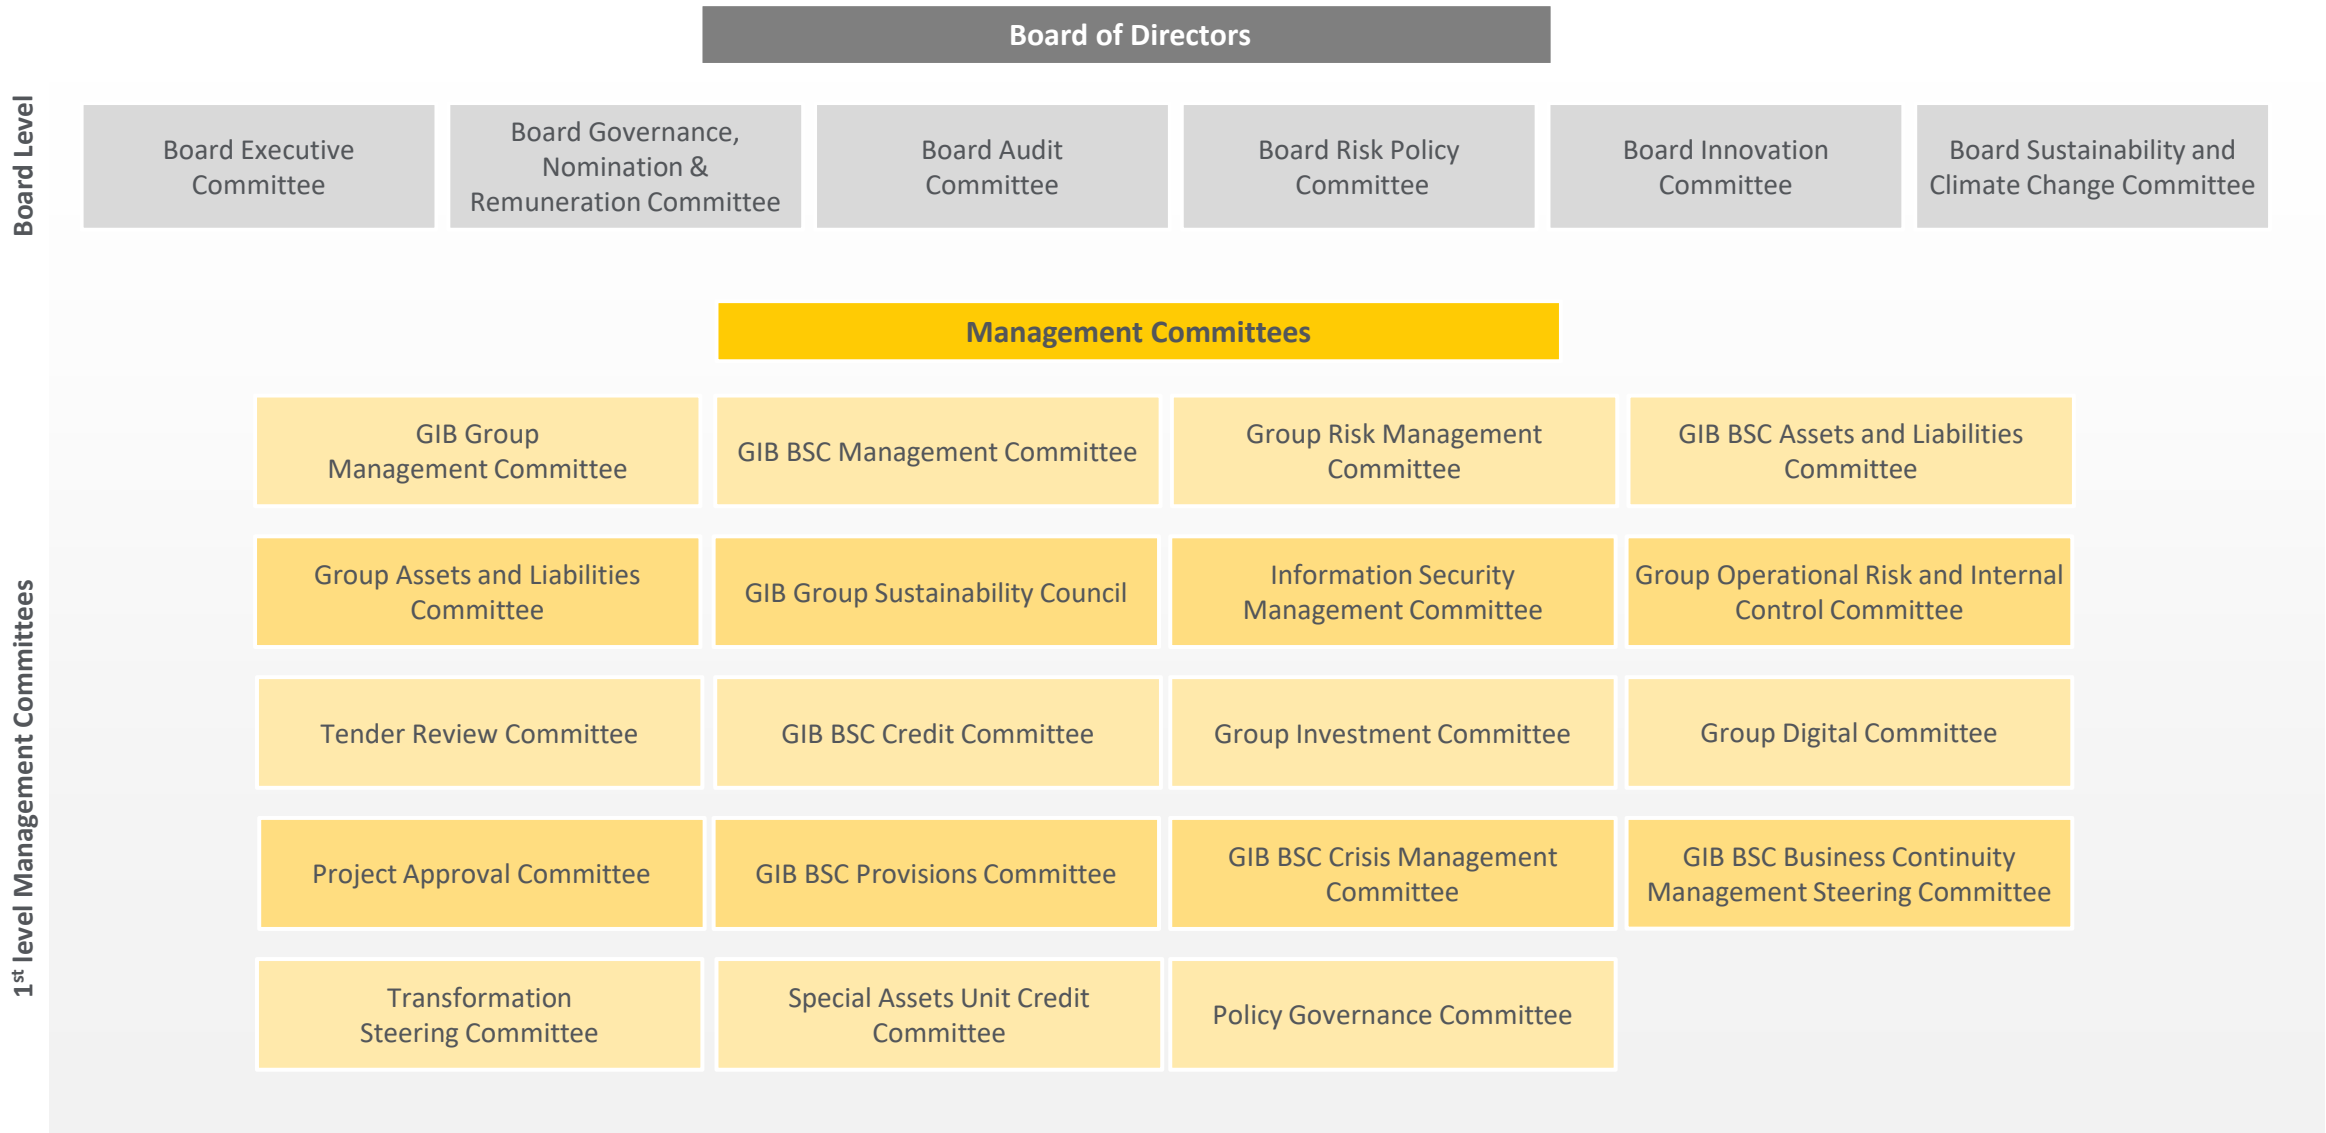 Board of Directors
Board Level
Board Executive
Committee
Board Governance,
Nomination &
Remuneration Committee
Board Audit
Committee
Board Risk Policy
Committee
Board Innovation
Committee
Board Sustainability and
Climate Change Committee
Management Committees
1st level Management Committees
GIB Group
Management Committee
GIB BSC Management Committee
Group Risk Management
Committee
GIB BSC Assets and Liabilities
Committee
Group Assets and Liabilities
Committee
GIB Group Sustainability Council
Information Security
Management Committee
Group Operational Risk and Internal
Control Committee
Tender Review Committee
GIB BSC Credit Committee
Group Investment Committee
Group Digital Committee
Project Approval Committee
GIB BSC Provisions Committee
GIB BSC Crisis Management
Committee
GIB BSC Business Continuity
Management Steering Committee
Transformation
Steering Committee
Special Assets Unit Credit
Committee
Policy Governance Committee